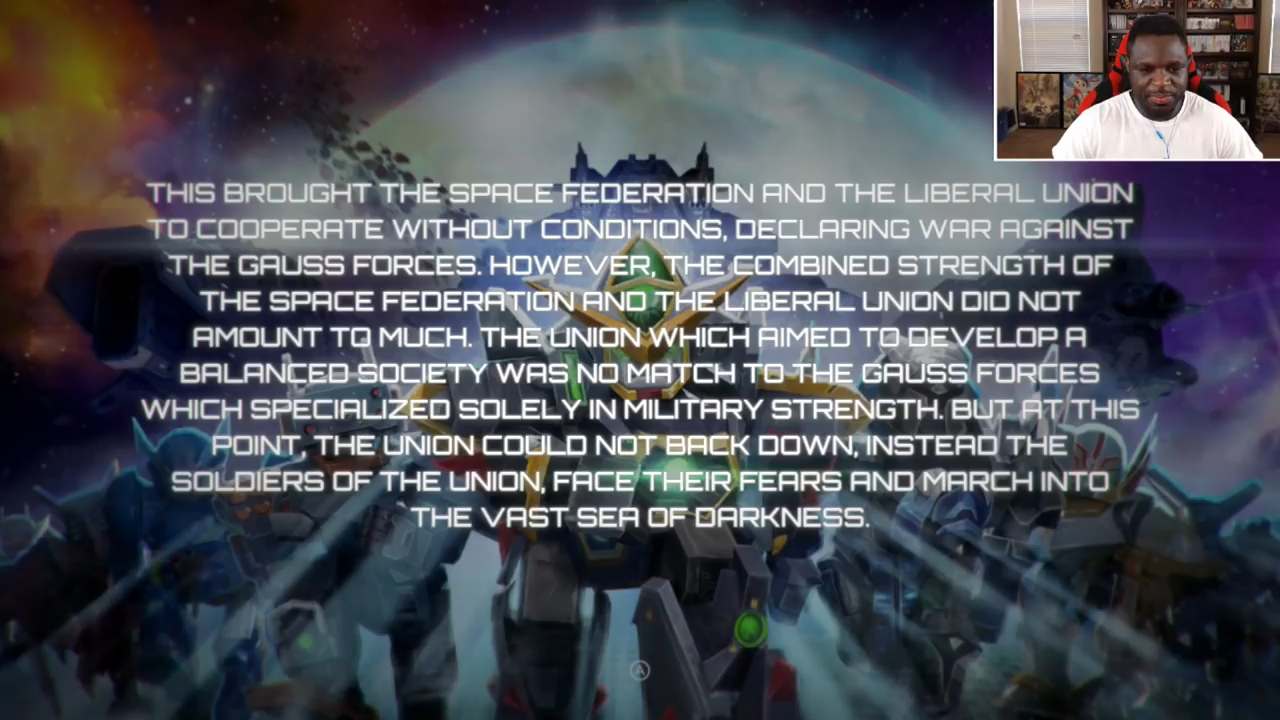 THIS BROUGHT THE SPACE FEDERATION AND THE LIBERAL UNION
TO COOPERATE WITHOUT CONDITIONS, DECLARING WAR AGAINST
THE GAUSS FORCES. HOWEVER, THE COMBINED STRENGTH OF
THE SPACE FEDERATION AND THE LIBERAL UNION DID NOT
AMOUNT TO MUCH. THE UNION WHICH AIMED TO DEVELOP A
BALANCED SOCIETY WAS NO MATCH TO THE GAUSS FORCES
WHICH SPECIALIZED SOLELY IN MILITARY STRENGTH. BUT AT THIS
POINT, THE UNION COULD NOT BACK DOWN, INSTEAD THE
SOLDIERS OF THE UNION, FACE THEIR FEARS AND MARCH INTO
THE VAST SEA OF DARKNESS.
A